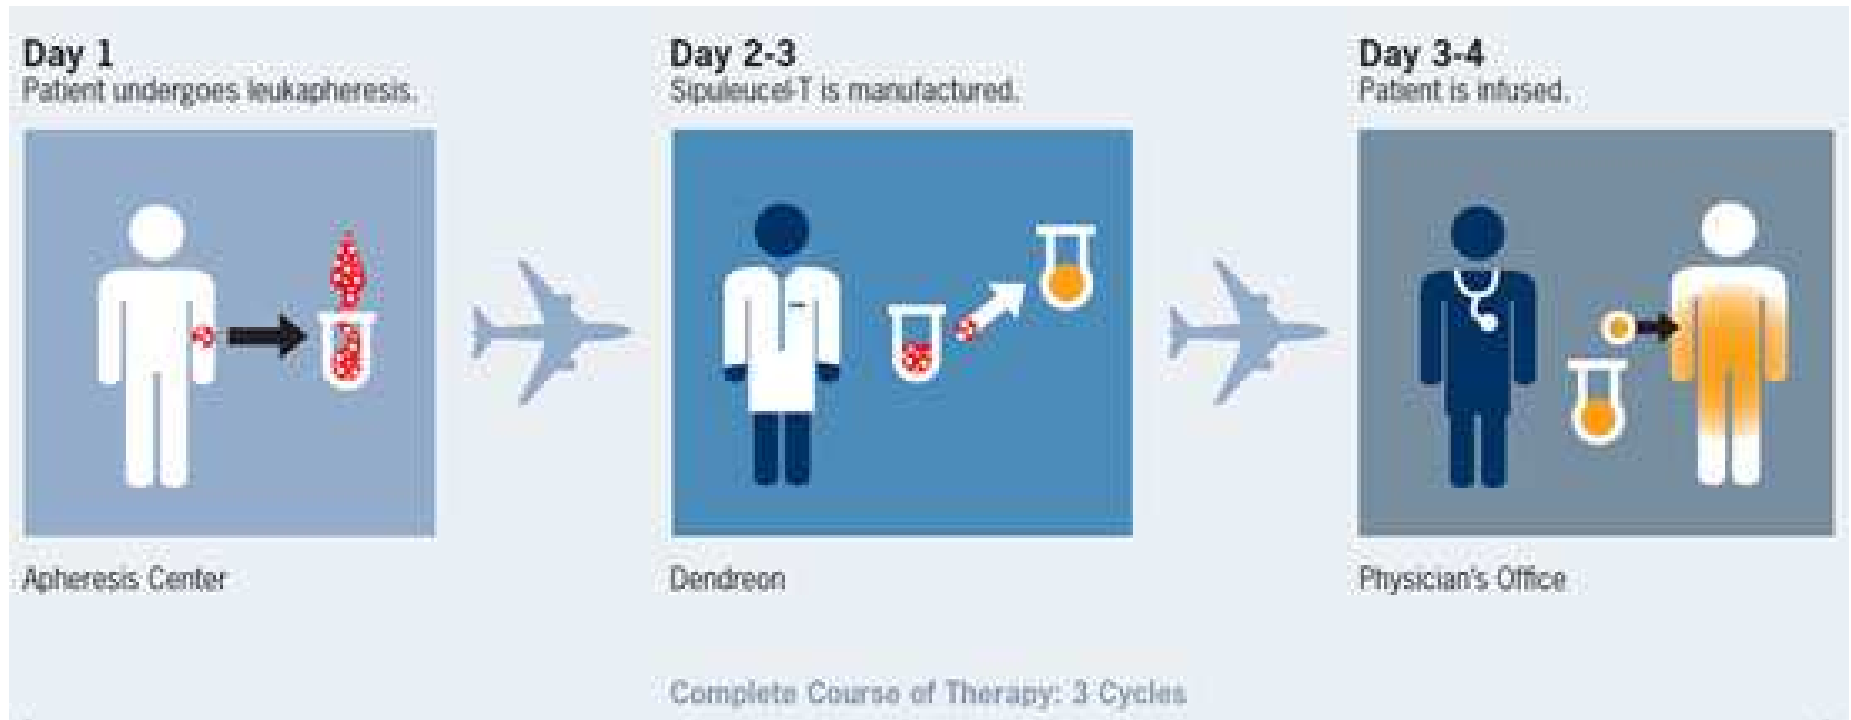 Day 1
Patient undergoes leukapheresis.
Day 2-3
Sipuleucel-T is manufactured.
Day 3-4
Patient is infused.
Apheresis Center
Dendreon
Physician's Office
Complete Course of Therapy: 3 Cycles